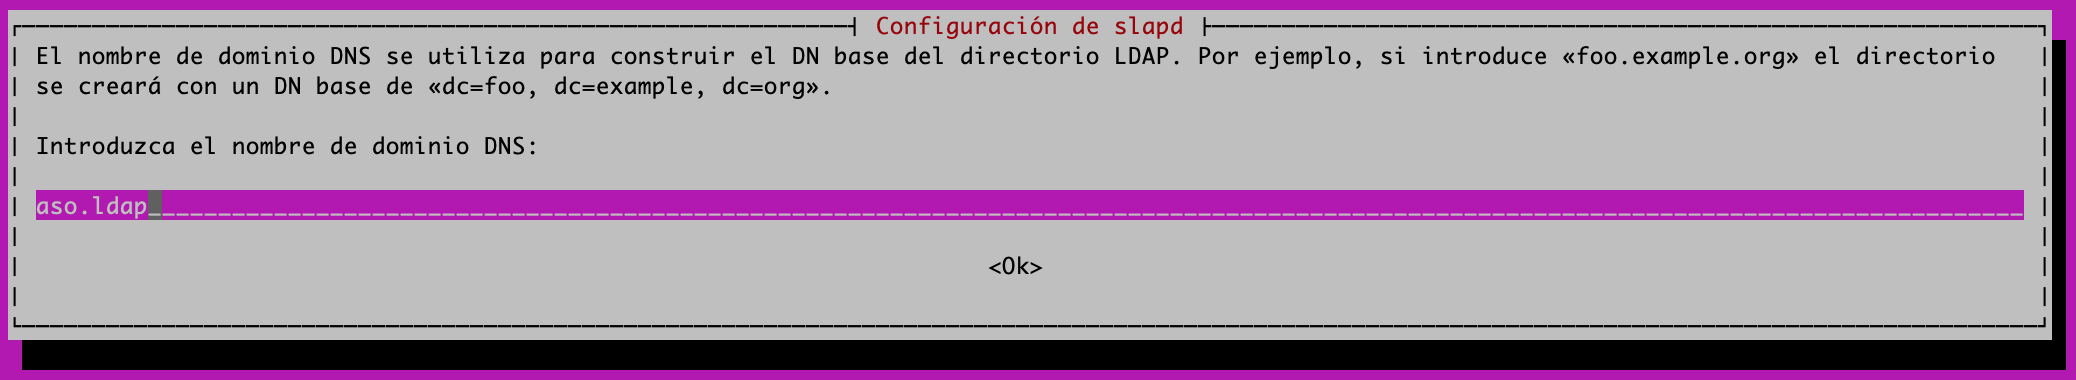 Configuración de slapd
El nombre de dominio DNS se utiliza para construir el DN base del directorio LDAP. Por ejemplo, si introduce «foo.example.org» el directorio
se creará con un DN base de «dc=foo, dc=example, dc=org».
Introduzca el nombre de dominio DNS:
aso.ldap
<Ok>